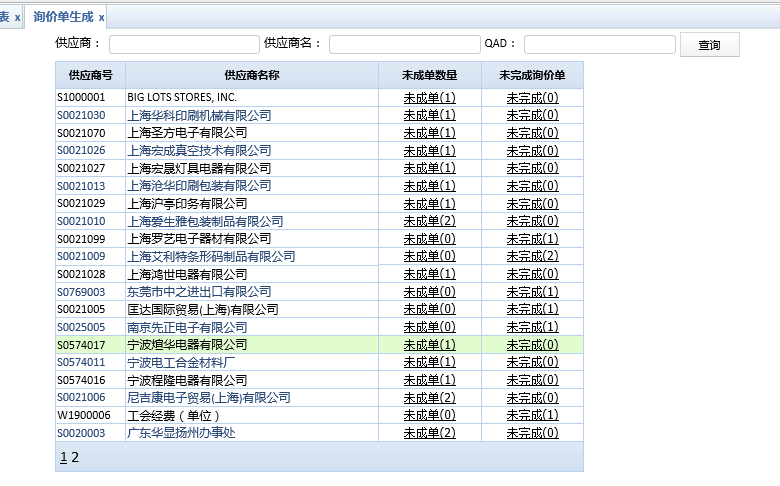 表 x 询价单生成 x
供应商： 供应商名： QAD： 查询
供应商号 供应商名称 未成单数量 未完成询价单
S1000001 BIG LOTS STORES, INC. 未成单(1) 未完成(0)
S0021030 上海华科印刷机械有限公司 未成单(1) 未完成(0)
S0021070 上海圣方电子有限公司 未成单(1) 未完成(0)
S0021026 上海宏成真空技术有限公司 未成单(1) 未完成(0)
S0021027 上海宏晟灯具电器有限公司 未成单(1) 未完成(0)
S0021013 上海沧华印刷包装有限公司 未成单(1) 未完成(0)
S0021029 上海沪亭印务有限公司 未成单(1) 未完成(0)
S0021010 上海爱生雅包装制品有限公司 未成单(2) 未完成(0)
S0021099 上海罗艺电子器材有限公司 未成单(0) 未完成(1)
S0021009 上海艾利特条形码制品有限公司 未成单(0) 未完成(2)
S0021028 上海鸿世电器有限公司 未成单(1) 未完成(0)
S0769003 东莞市中之进出口有限公司 未成单(0) 未完成(1)
S0021005 匡达国际贸易(上海)有限公司 未成单(0) 未完成(1)
S0025005 南京先正电子有限公司 未成单(0) 未完成(1)
S0574017 宁波煊华电器有限公司 未成单(1) 未完成(0)
S0574011 宁波电工合金材料厂 未成单(1) 未完成(0)
S0574016 宁波程隆电器有限公司 未成单(1) 未完成(0)
S0021006 尼吉康电子贸易(上海)有限公司 未成单(2) 未完成(0)
W1900006 工会经费（单位） 未成单(0) 未完成(1)
S0020003 广东华显扬州办事处 未成单(2) 未完成(0)
1 2